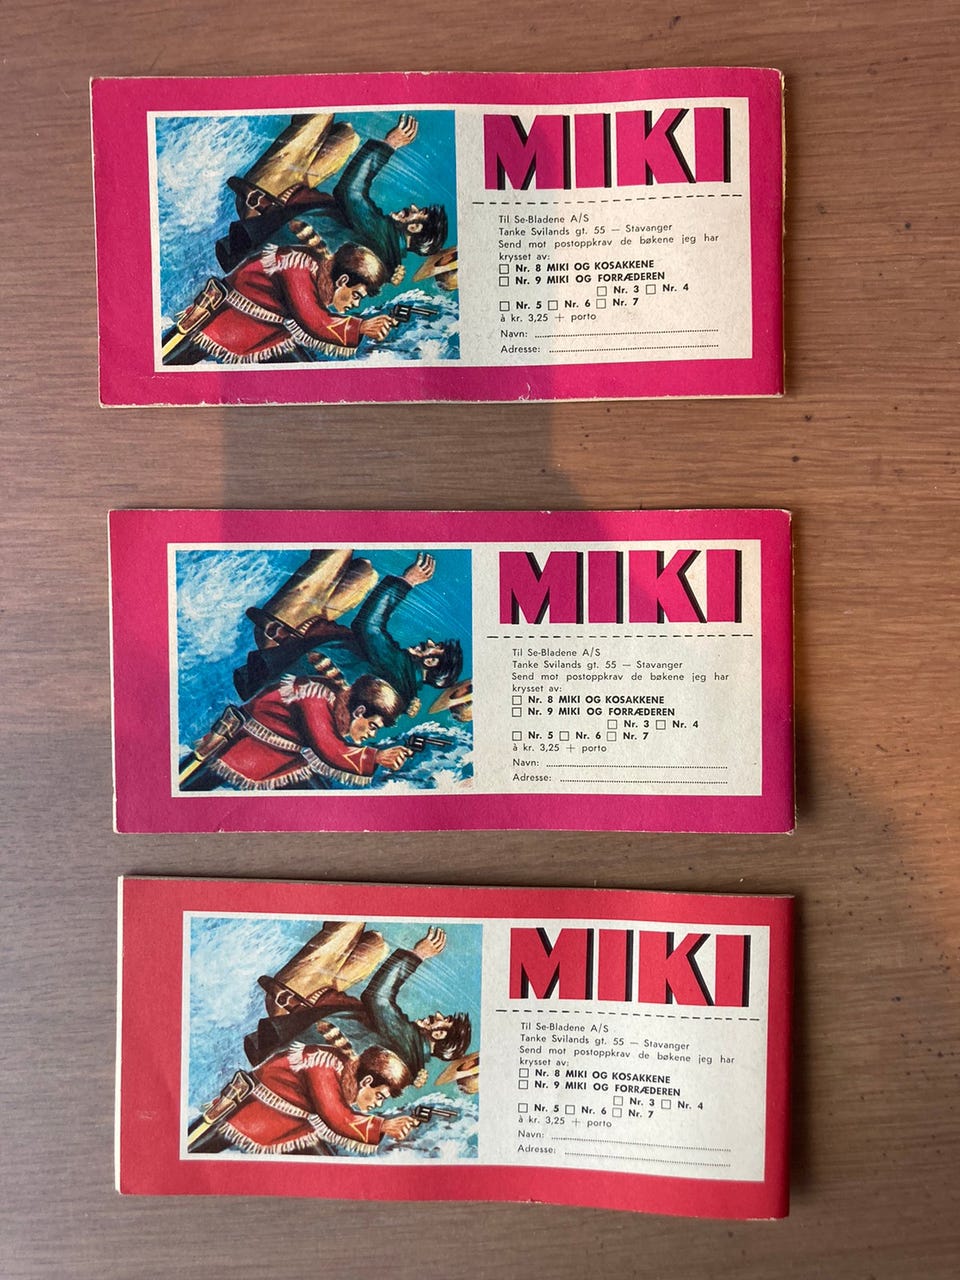 MIKI
Til Se-Bladene A/S
Tanke Svilands gt. 55 — Stavanger
Send mot postoppkrav de bøkene jeg har
krysset av:
☐ Nr. 8 MIKI OG KOSAKKENE
☐ Nr. 9 MIKI OG FORRÆDEREN
☐ Nr. 3 ☐ Nr. 4
☐ Nr. 5 ☐ Nr. 6 ☐ Nr. 7
à kr. 3,25 + porto
Navn:
Adresse:
MIKI
Til Se-Bladene A/S
Tanke Svilands gt. 55 — Stavanger
Send mot postoppkrav de bøkene jeg har
krysset av:
☐ Nr. 8 MIKI OG KOSAKKENE
☐ Nr. 9 MIKI OG FORRÆDEREN
☐ Nr. 3 ☐ Nr. 4
☐ Nr. 5 ☐ Nr. 6 ☐ Nr. 7
à kr. 3,25 + porto
Navn:
Adresse:
MIKI
Til Se-Bladene A/S
Tanke Svilands gt. 55 — Stavanger
Send mot postoppkrav de bøkene jeg har
krysset av:
☐ Nr. 8 MIKI OG KOSAKKENE
☐ Nr. 9 MIKI OG FORRÆDEREN
☐ Nr. 3 ☐ Nr. 4
☐ Nr. 5 ☐ Nr. 6 ☐ Nr. 7
à kr. 3,25 + porto
Navn:
Adresse: